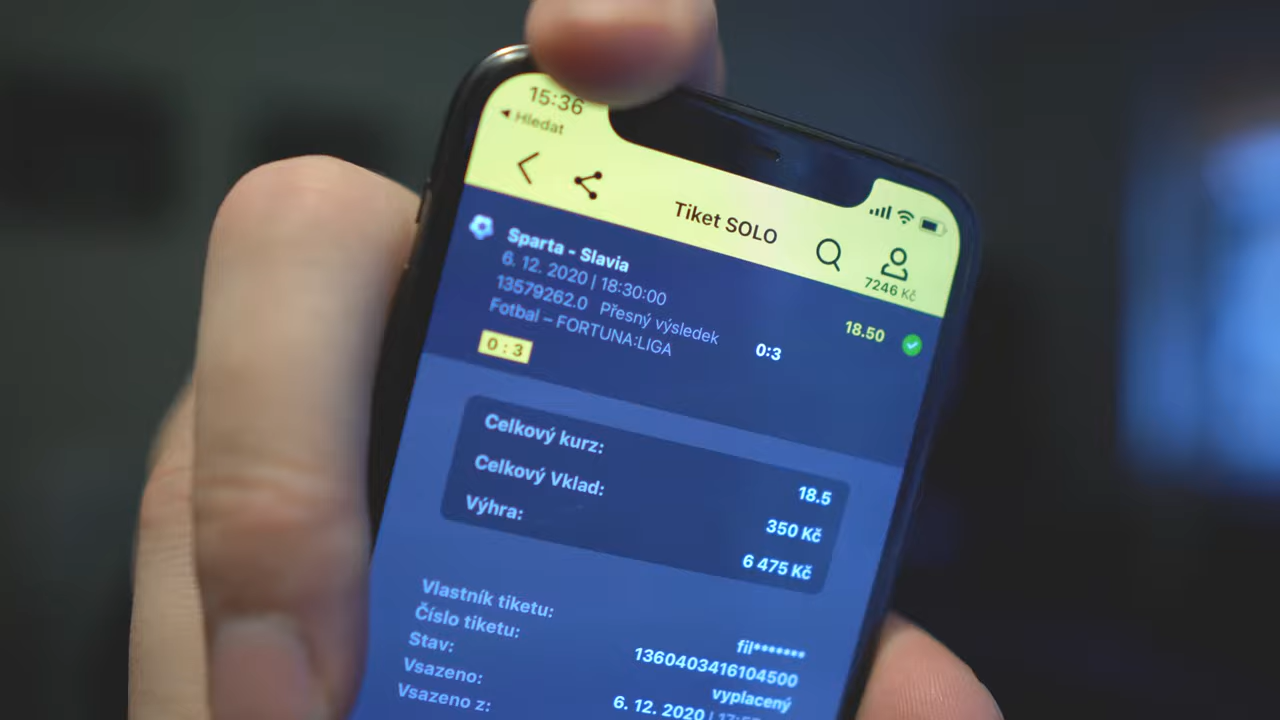 15:36
Hledat
Tiket SOLO
7246 Kč
Sparta - Slavia
6. 12. 2020 | 18:30:00
13579262.0 Přesný výsledek
0:3
18.50
Fotbal – FORTUNA:LIGA
0 : 3
Celkový kurz: 18.5
Celkový Vklad: 350 Kč
Výhra: 6 475 Kč
Vlastník tiketu: fil*******
Číslo tiketu: 1360403416104500
Stav: vyplacený
Vsazeno: 6. 12. 2020 |
Vsazeno z: